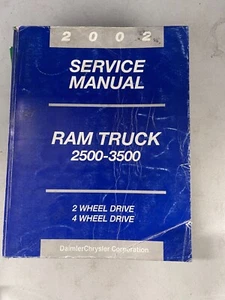 2002
SERVICE
MANUAL
RAM TRUCK
2500-3500
2 WHEEL DRIVE
4 WHEEL DRIVE
DaimlerChrysler Corporation